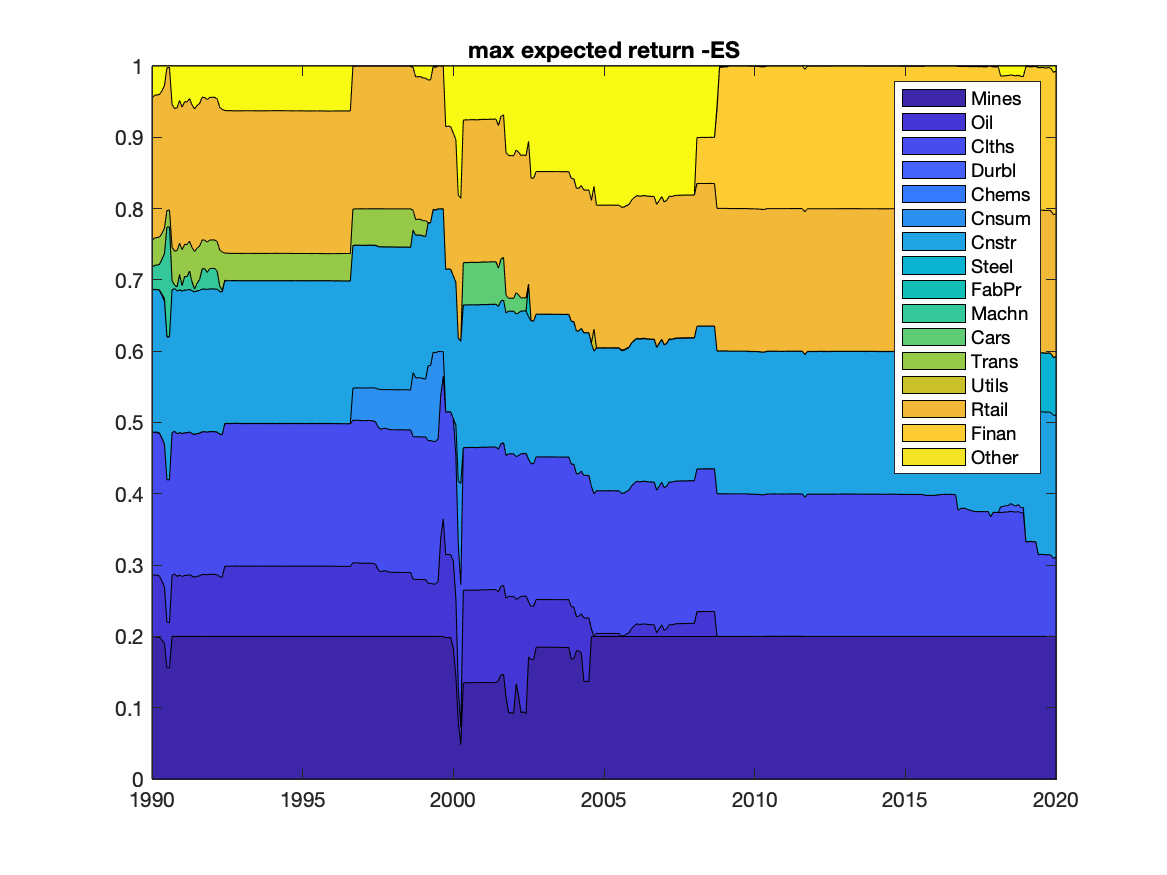 max expected return -ES
1
0.9
0.8
0.7
0.6
0.5
0.4
0.3
0.2
0.1
0
1990
1995
2000
2005
2010
2015
2020
Mines
Oil
Clths
Durbl
Chems
Cnsum
Cnstr
Steel
FabPr
Machn
Cars
Trans
Utils
Rtail
Finan
Other